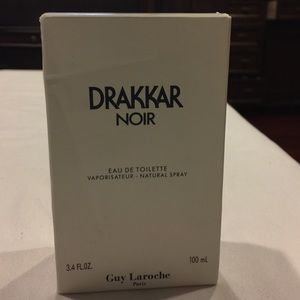 DRAKKAR
NOIR
EAU DE TOILETTE
VAPORISATEUR - NATURAL SPRAY
3.4 FL.OZ. 100 mL
Guy Laroche
Paris